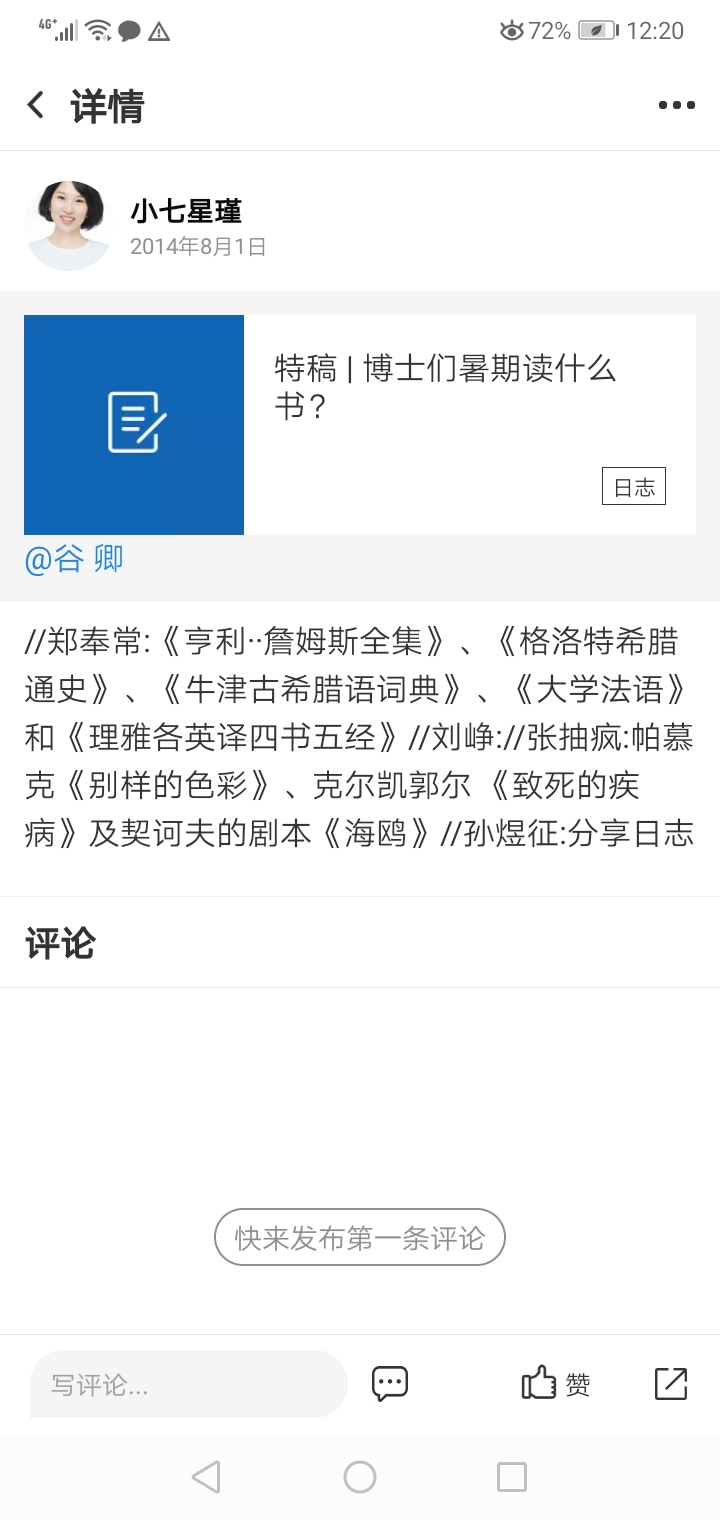 4G+ 72% 12:20
详情
小七星瑾
2014年8月1日
特稿 | 博士们暑期读什么
书?
日志
@谷 卿
//郑奉常:《亨利··詹姆斯全集》、《格洛特希腊
通史》、《牛津古希腊语词典》、《大学法语》
和《理雅各英译四书五经》//刘峥://张抽疯:帕慕
克《别样的色彩》、克尔凯郭尔 《致死的疾
病》及契诃夫的剧本《海鸥》//孙煜征:分享日志
评论
快来发布第一条评论
写评论...
赞